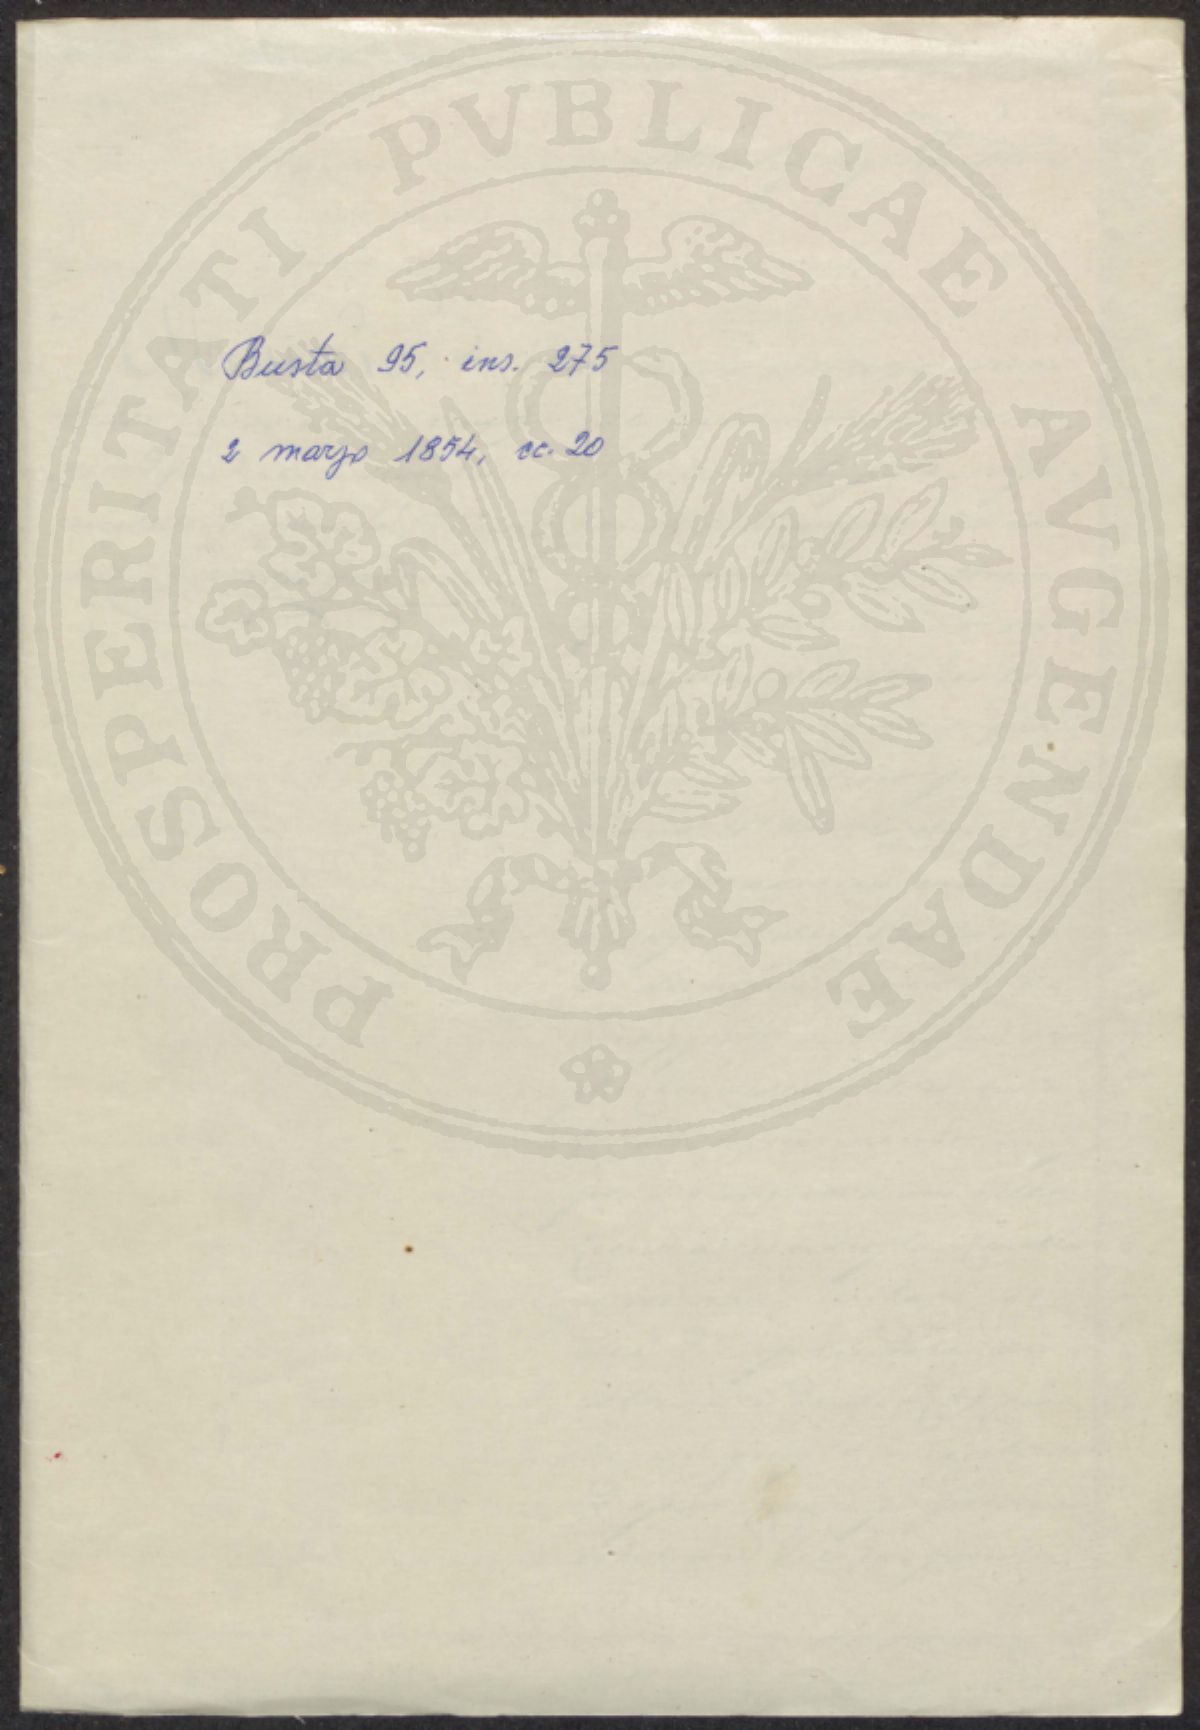 PROSPERITATI PVBLICAE AVGENDAE
Busta 95, ins. 275
2 marzo 1854, cc. 20